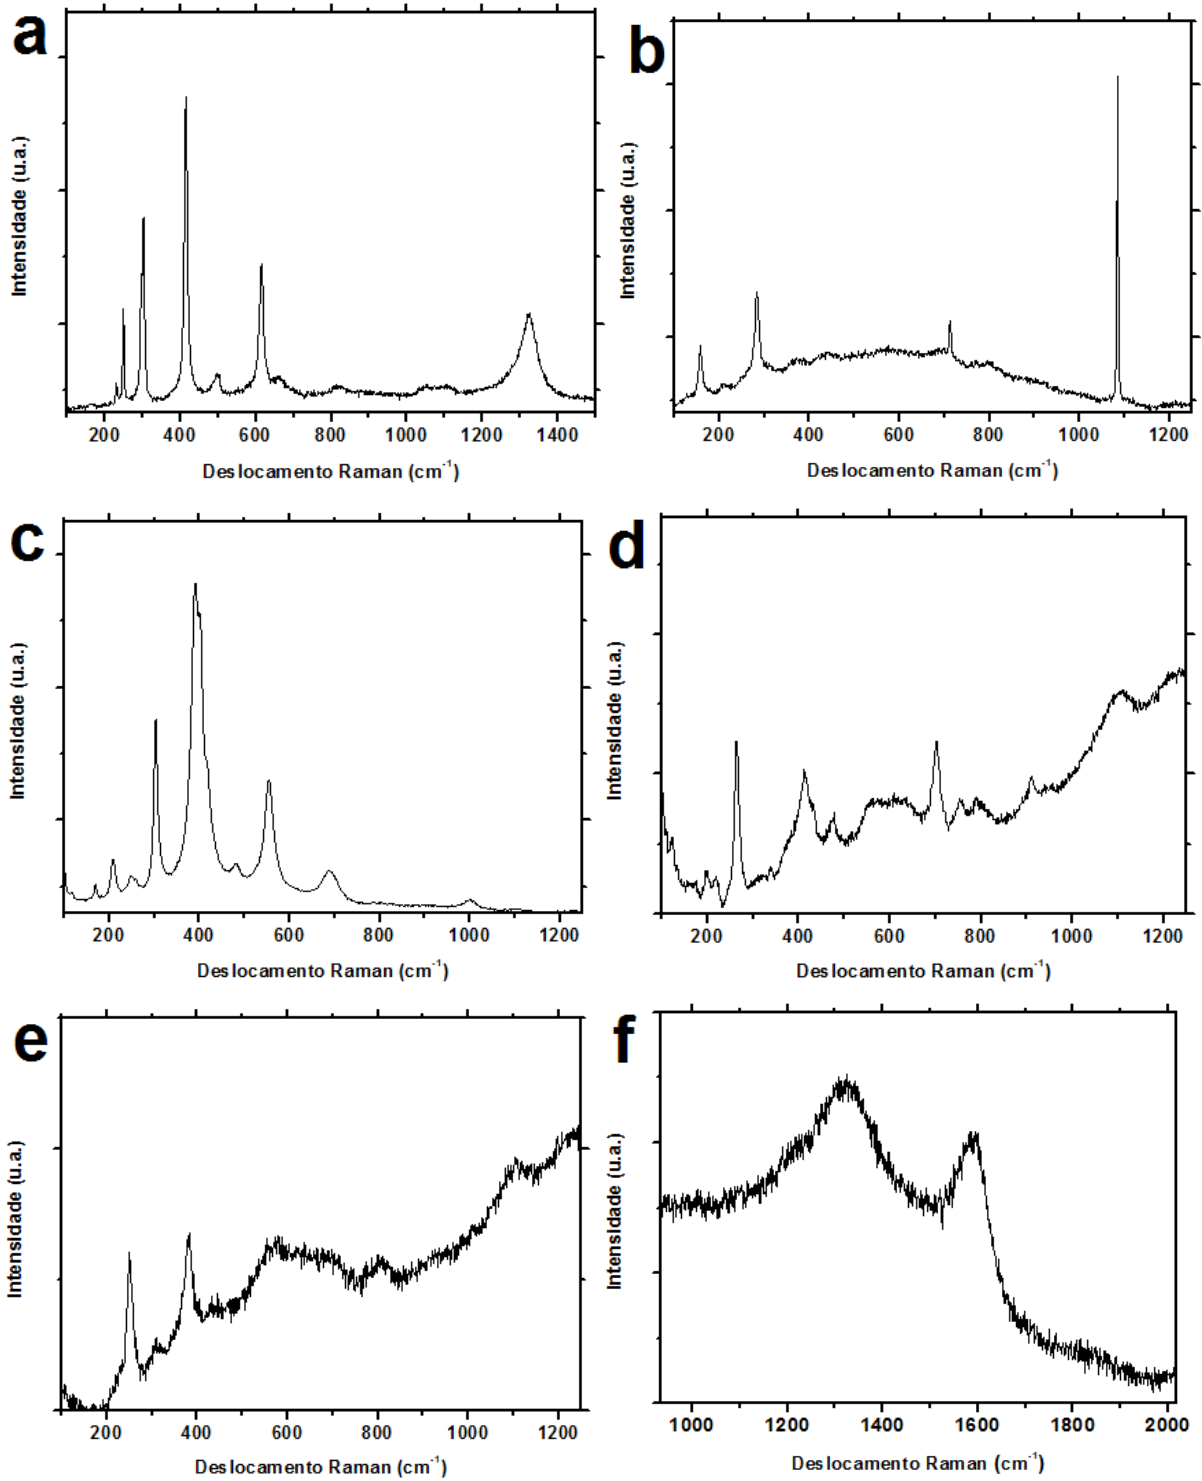 a
Intensidade (u.a.)
200 400 600 800 1000 1200 1400
Deslocamento Raman (cm⁻¹)
b
Intensidade (u.a.)
200 400 600 800 1000 1200
Deslocamento Raman (cm⁻¹)
c
Intensidade (u.a.)
200 400 600 800 1000 1200
Deslocamento Raman (cm⁻¹)
d
Intensidade (u.a.)
200 400 600 800 1000 1200
Deslocamento Raman (cm⁻¹)
e
Intensidade (u.a.)
200 400 600 800 1000 1200
Deslocamento Raman (cm⁻¹)
f
Intensidade (u.a.)
1000 1200 1400 1600 1800 2000
Deslocamento Raman (cm⁻¹)